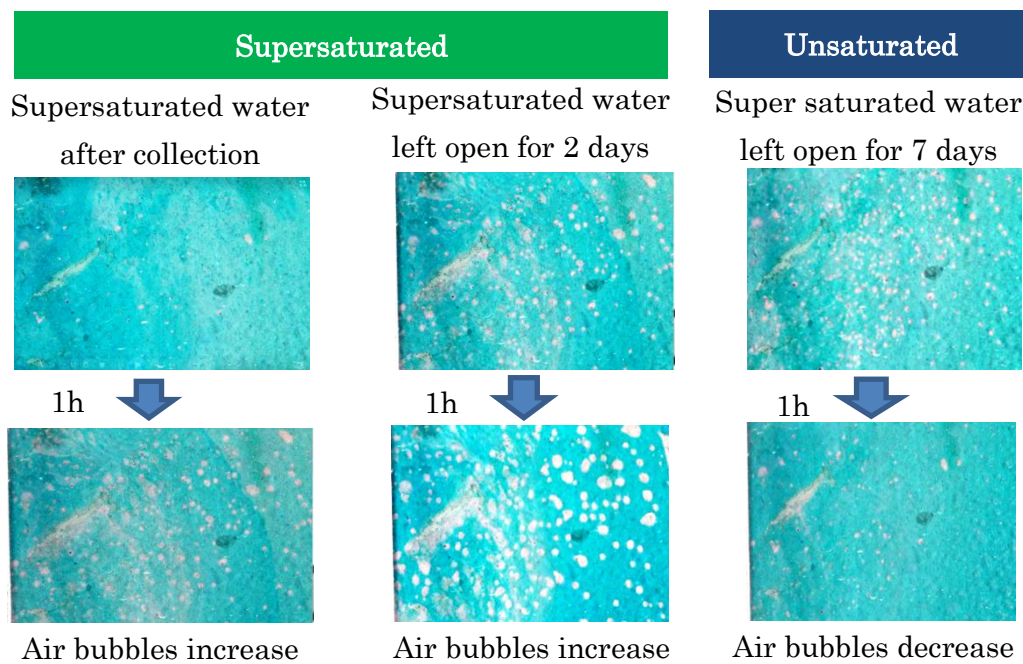 Supersaturated
Unsaturated
Supersaturated water
after collection
Supersaturated water
left open for 2 days
Super saturated water
left open for 7 days
1h
1h
1h
Air bubbles increase
Air bubbles increase
Air bubbles decrease